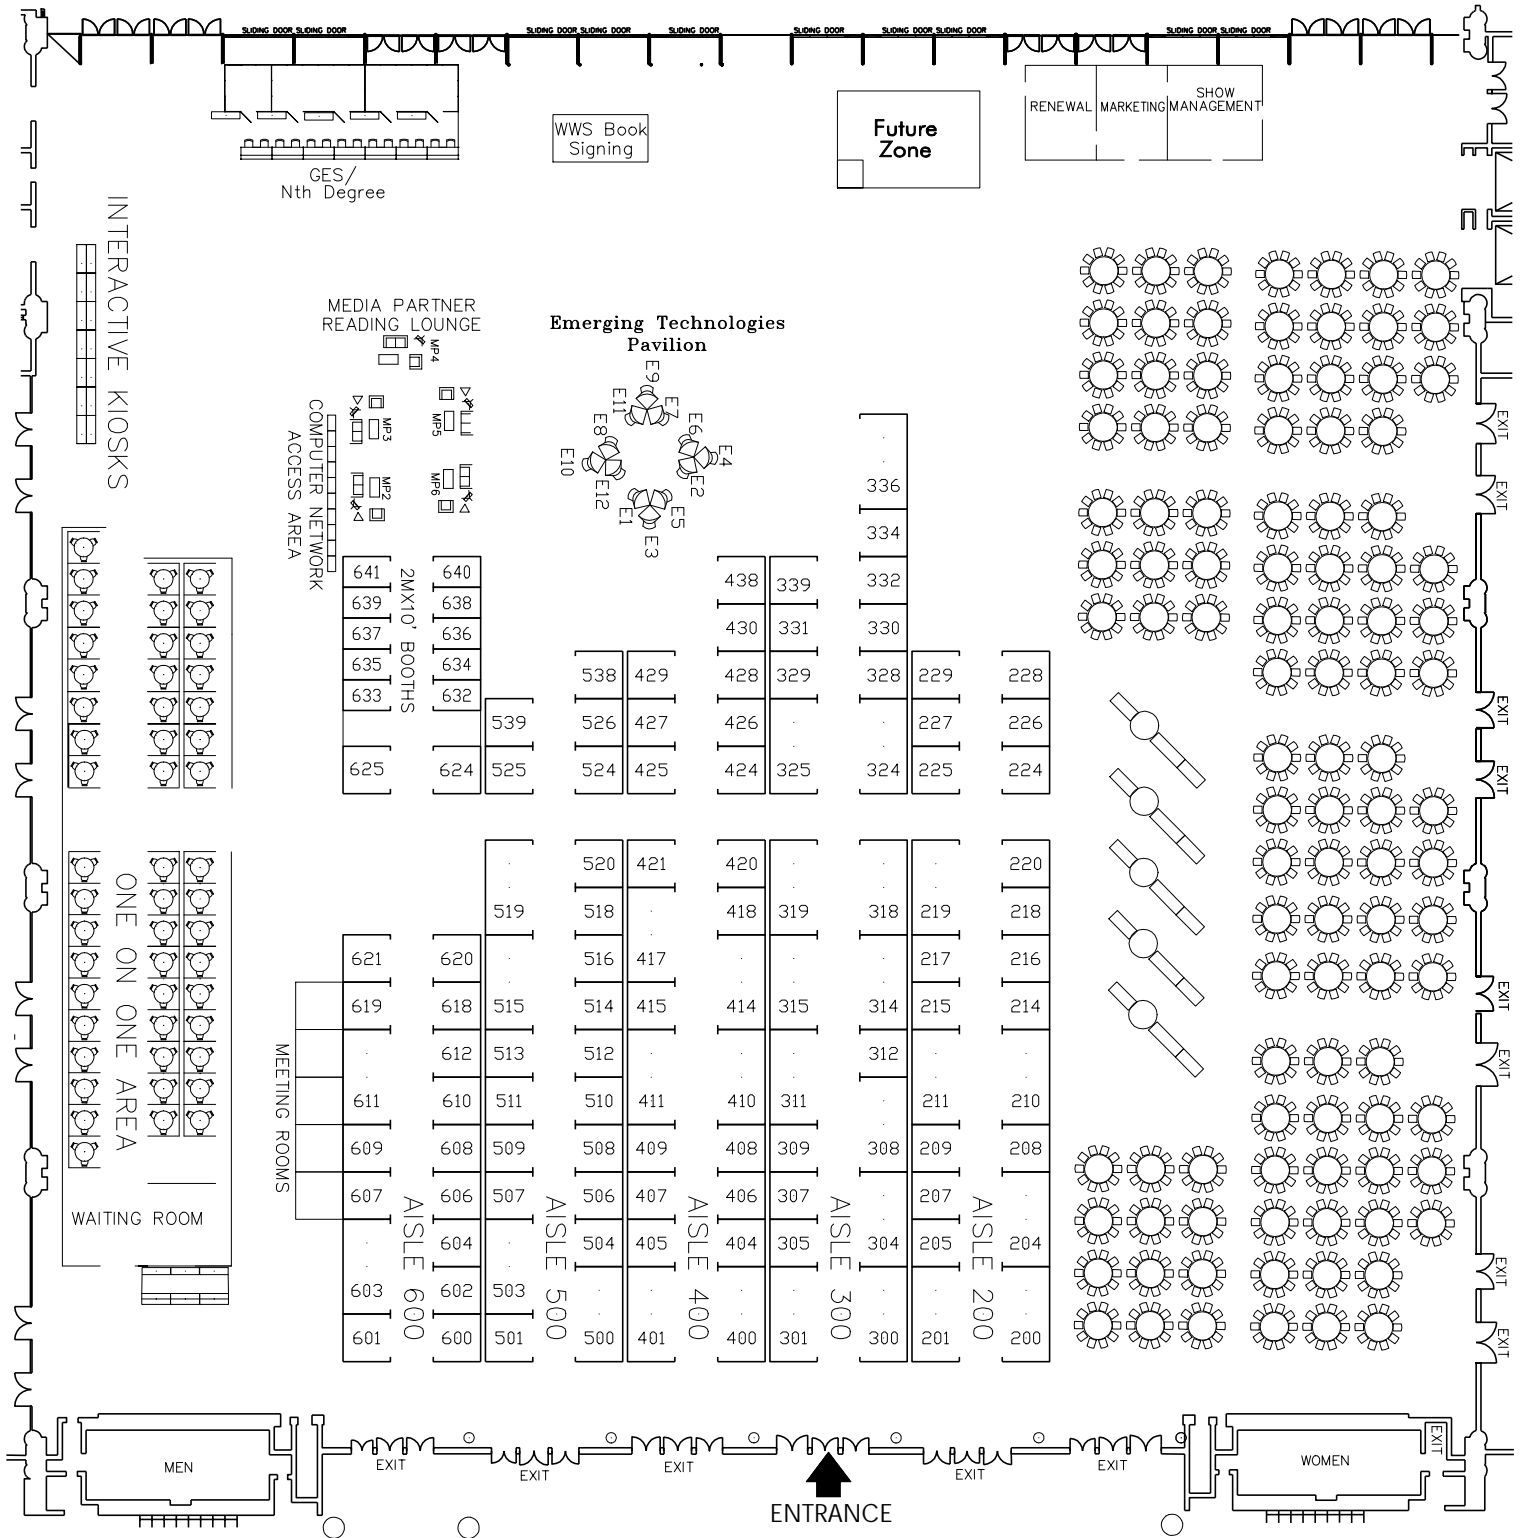 SLIDING DOOR SLIDING DOOR
SLIDING DOOR SLIDING DOOR
SLIDING DOOR
SLIDING DOOR
SLIDING DOOR SLIDING DOOR
SLIDING DOOR SLIDING DOOR
GES/
Nth Degree
WWS Book
Signing
Future
Zone
RENEWAL
MARKETING
SHOW
MANAGEMENT
INTERACTIVE KIOSKS
MEDIA PARTNER
READING LOUNGE
MP4
MP3
MP5
MP2
MP6
COMPUTER NETWORK
ACCESS AREA
Emerging Technologies
Pavilion
E9
E11
E7
E8
E6
E10
E4
E12
E2
E1
E5
E3
336
334
641
2MX10' BOOTHS
640
438
339
332
639
638
430
331
330
637
636
635
634
538
429
428
329
328
229
228
633
632
539
526
427
426
227
226
625
624
525
524
425
424
325
324
225
224
520
421
420
220
519
518
418
319
318
219
218
621
620
516
417
217
216
619
618
515
514
415
414
315
314
215
214
612
513
512
312
611
610
511
510
411
410
311
211
210
609
608
509
508
409
408
309
308
209
208
607
606
507
506
407
406
307
207
604
504
405
404
305
304
205
204
603
602
503
601
600
501
500
401
400
301
300
201
200
AISLE 600
AISLE 500
AISLE 400
AISLE 300
AISLE 200
MEETING ROOMS
ONE ON ONE AREA
WAITING ROOM
EXIT
EXIT
EXIT
EXIT
EXIT
EXIT
EXIT
EXIT
EXIT
MEN
EXIT
EXIT
EXIT
ENTRANCE
EXIT
EXIT
WOMEN